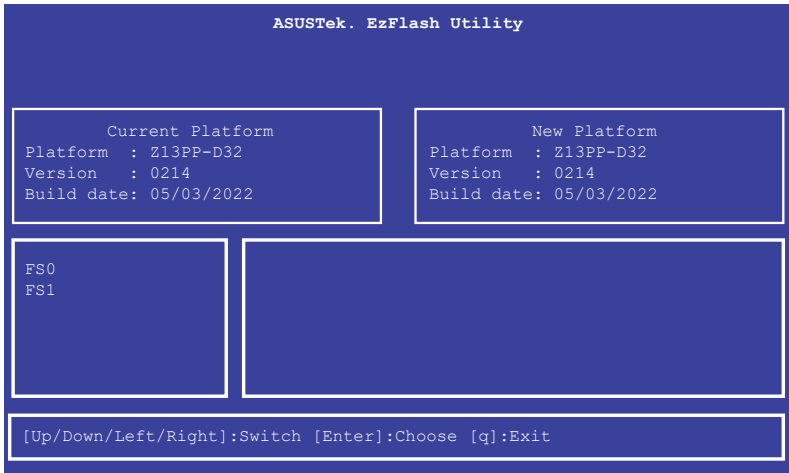 ASUSTek. EzFlash Utility
Current Platform
Platform : Z13PP-D32
Version : 0214
Build date: 05/03/2022
New Platform
Platform : Z13PP-D32
Version : 0214
Build date: 05/03/2022
FS0
FS1
[Up/Down/Left/Right]:Switch [Enter]:Choose [q]:Exit